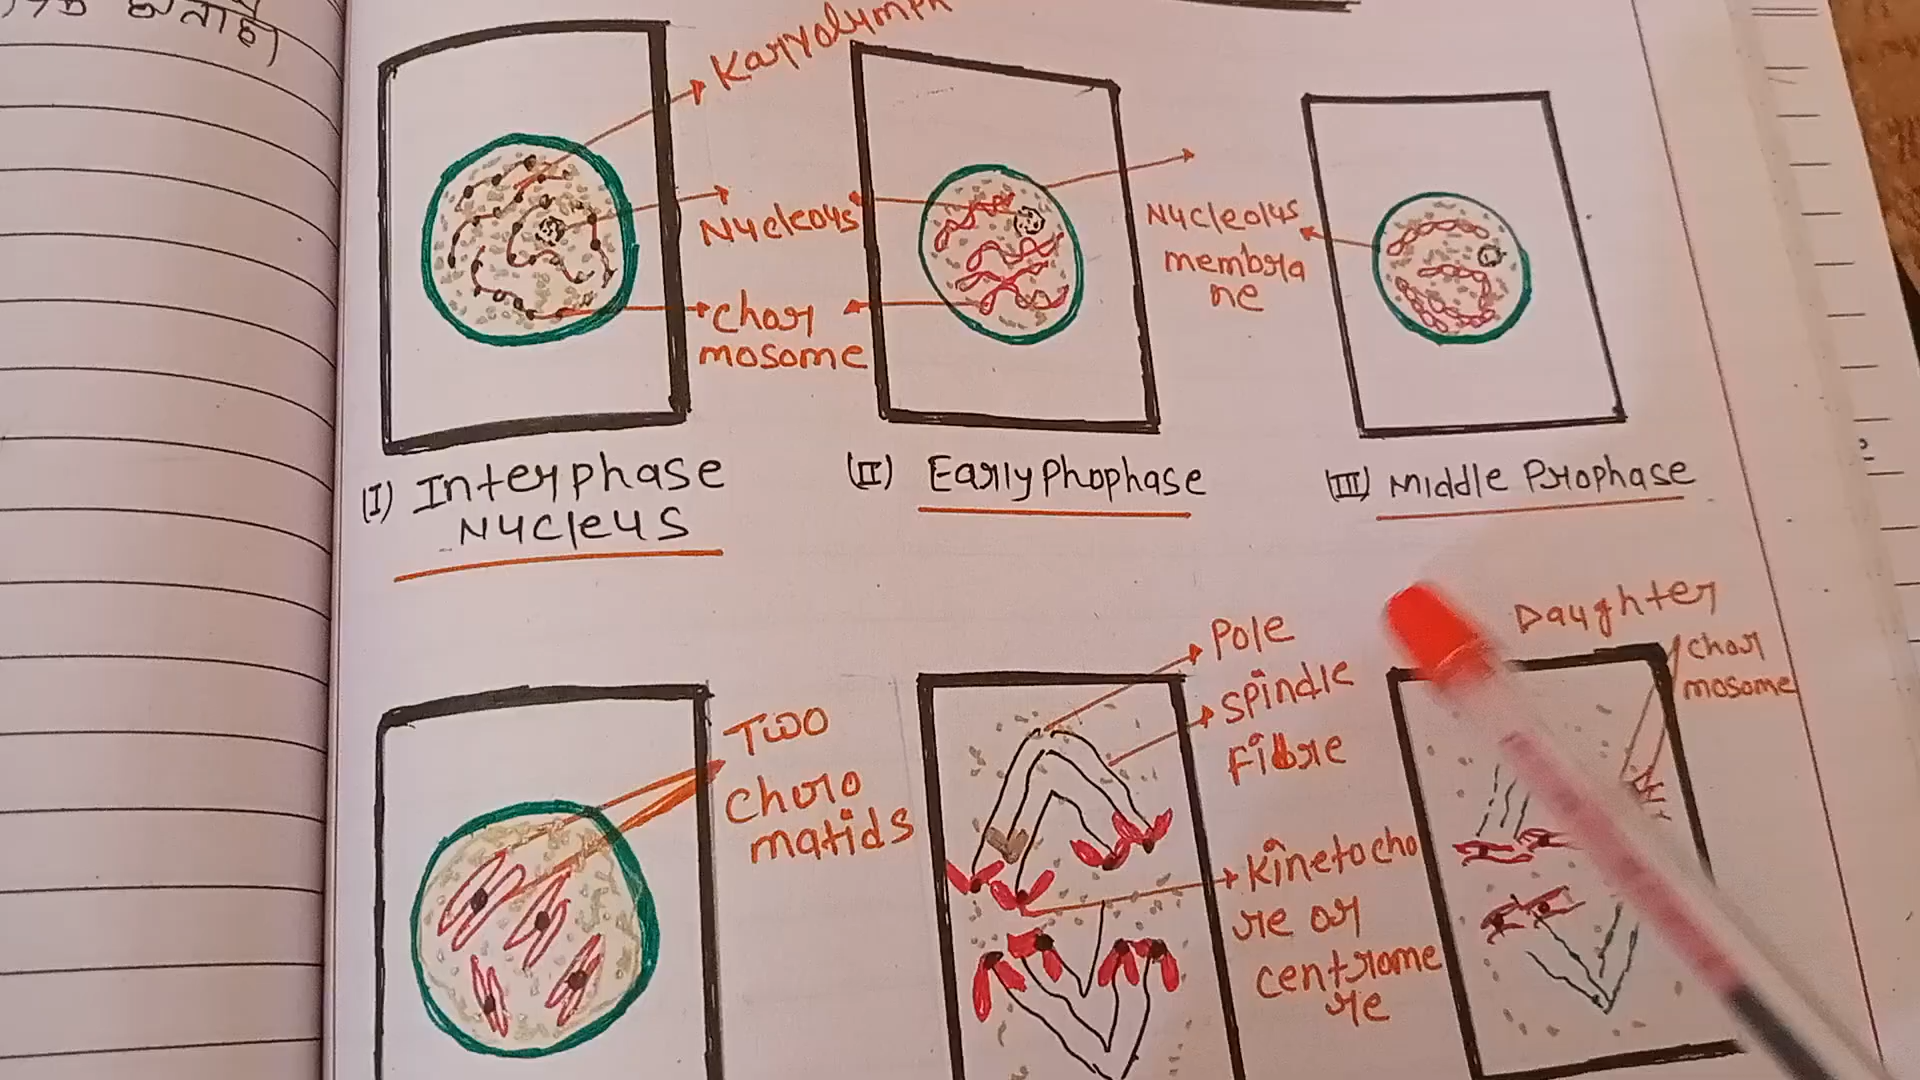 बनाते है।
Karyolymph
Nucleous
Chor
mosome
Nucleolus
membra
ne
(I) Interphase
Nucleus
(II) Early Phophase
(III) Middle Prophase
Two
Choro
matids
Pole
Spindle
Fibre
Kinetocho
re or
centrome
re
Daughter
Chor
mosome